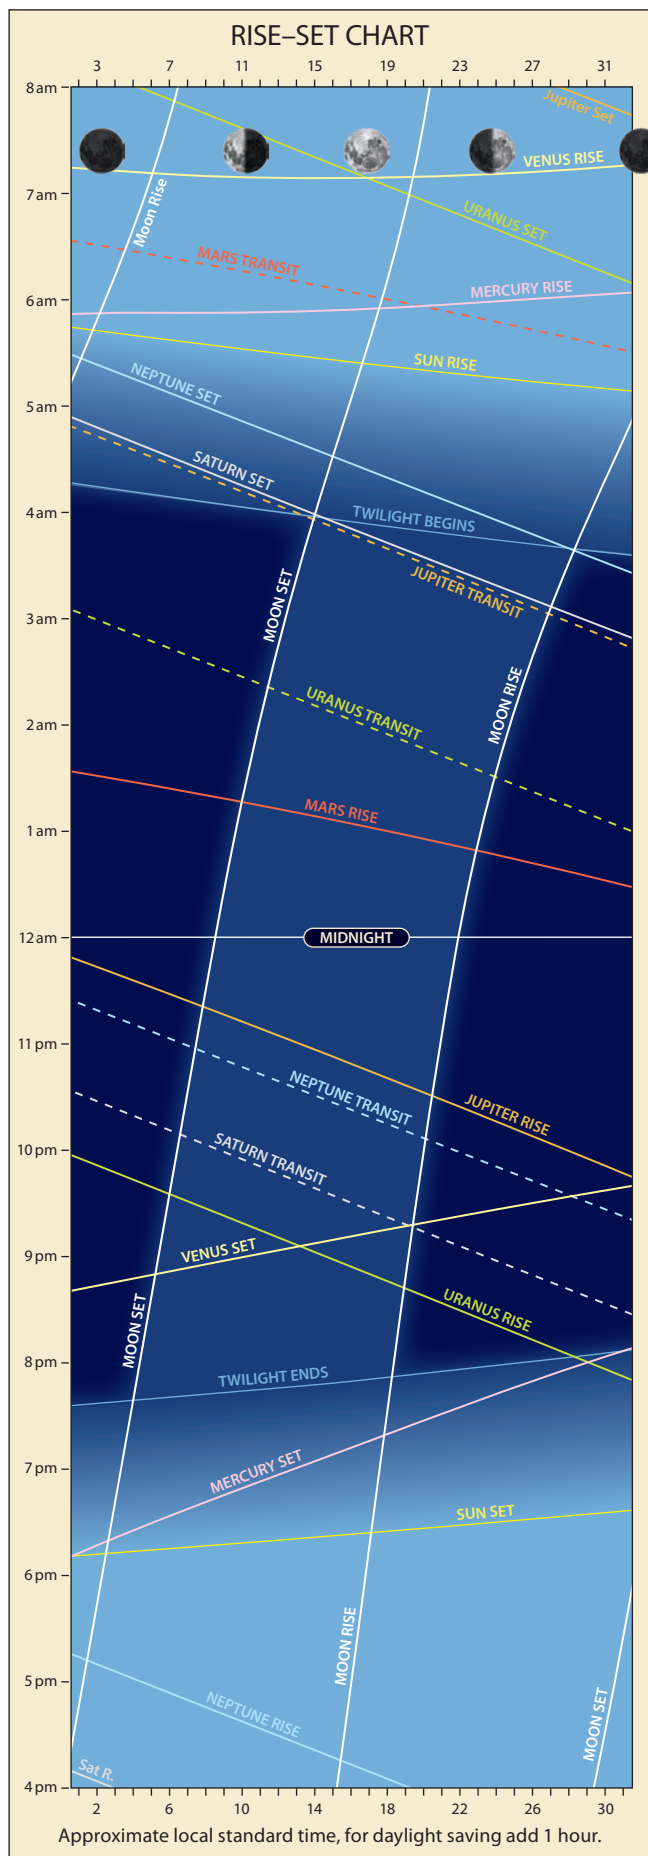 RISE–SET CHART
3 7 11 15 19 23 27 31
8 am
Jupiter Set
VENUS RISE
7 am
Moon Rise
URANUS SET
MARS TRANSIT
MERCURY RISE
6 am
SUN RISE
NEPTUNE SET
5 am
SATURN SET
4 am
TWILIGHT BEGINS
JUPITER TRANSIT
MOON SET
3 am
MOON RISE
URANUS TRANSIT
2 am
MARS RISE
1 am
12 am
MIDNIGHT
11 pm
NEPTUNE TRANSIT
JUPITER RISE
10 pm
SATURN TRANSIT
VENUS SET
9 pm
MOON SET
URANUS RISE
8 pm
TWILIGHT ENDS
7 pm
MERCURY SET
SUN SET
6 pm
MOON RISE
5 pm
NEPTUNE RISE
MOON SET
Sat R.
4 pm
2 6 10 14 18 22 26 30
Approximate local standard time, for daylight saving add 1 hour.